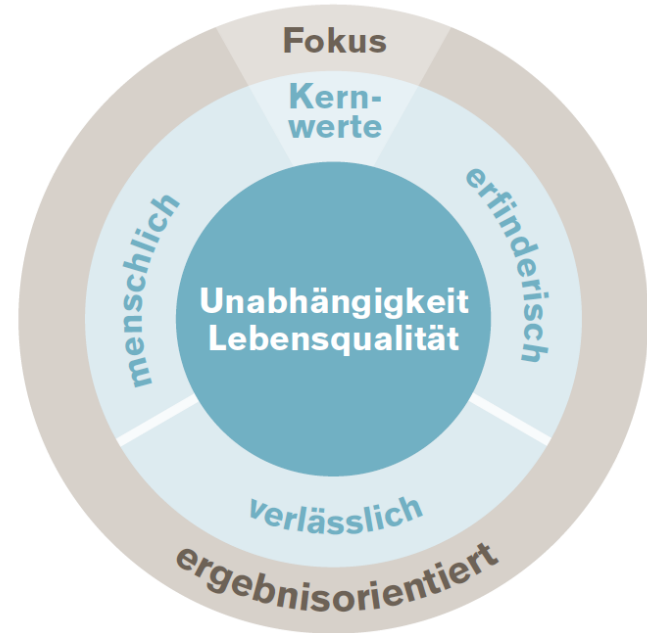 Fokus
Kern-
werte
menschlich
erfinderisch
Unabhängigkeit
Lebensqualität
verlässlich
ergebnisorientiert